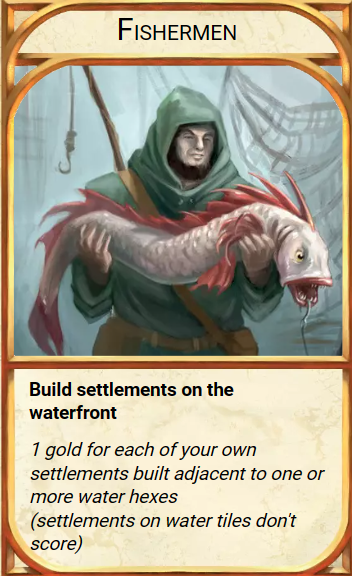 Fishermen
Build settlements on the
waterfront
1 gold for each of your own
settlements built adjacent to one or
more water hexes
(settlements on water tiles don't
score)